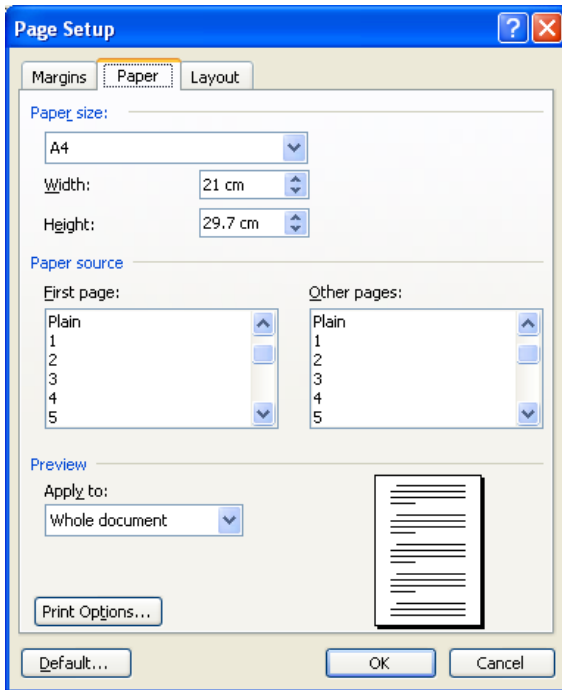 Page Setup
Margins Paper Layout
Paper size:
A4
Width: 21 cm
Height: 29.7 cm
Paper source
First page: Other pages:
Plain Plain
1 1
2 2
3 3
4 4
5 5
Preview
Apply to:
Whole document
Print Options...
Default... OK Cancel